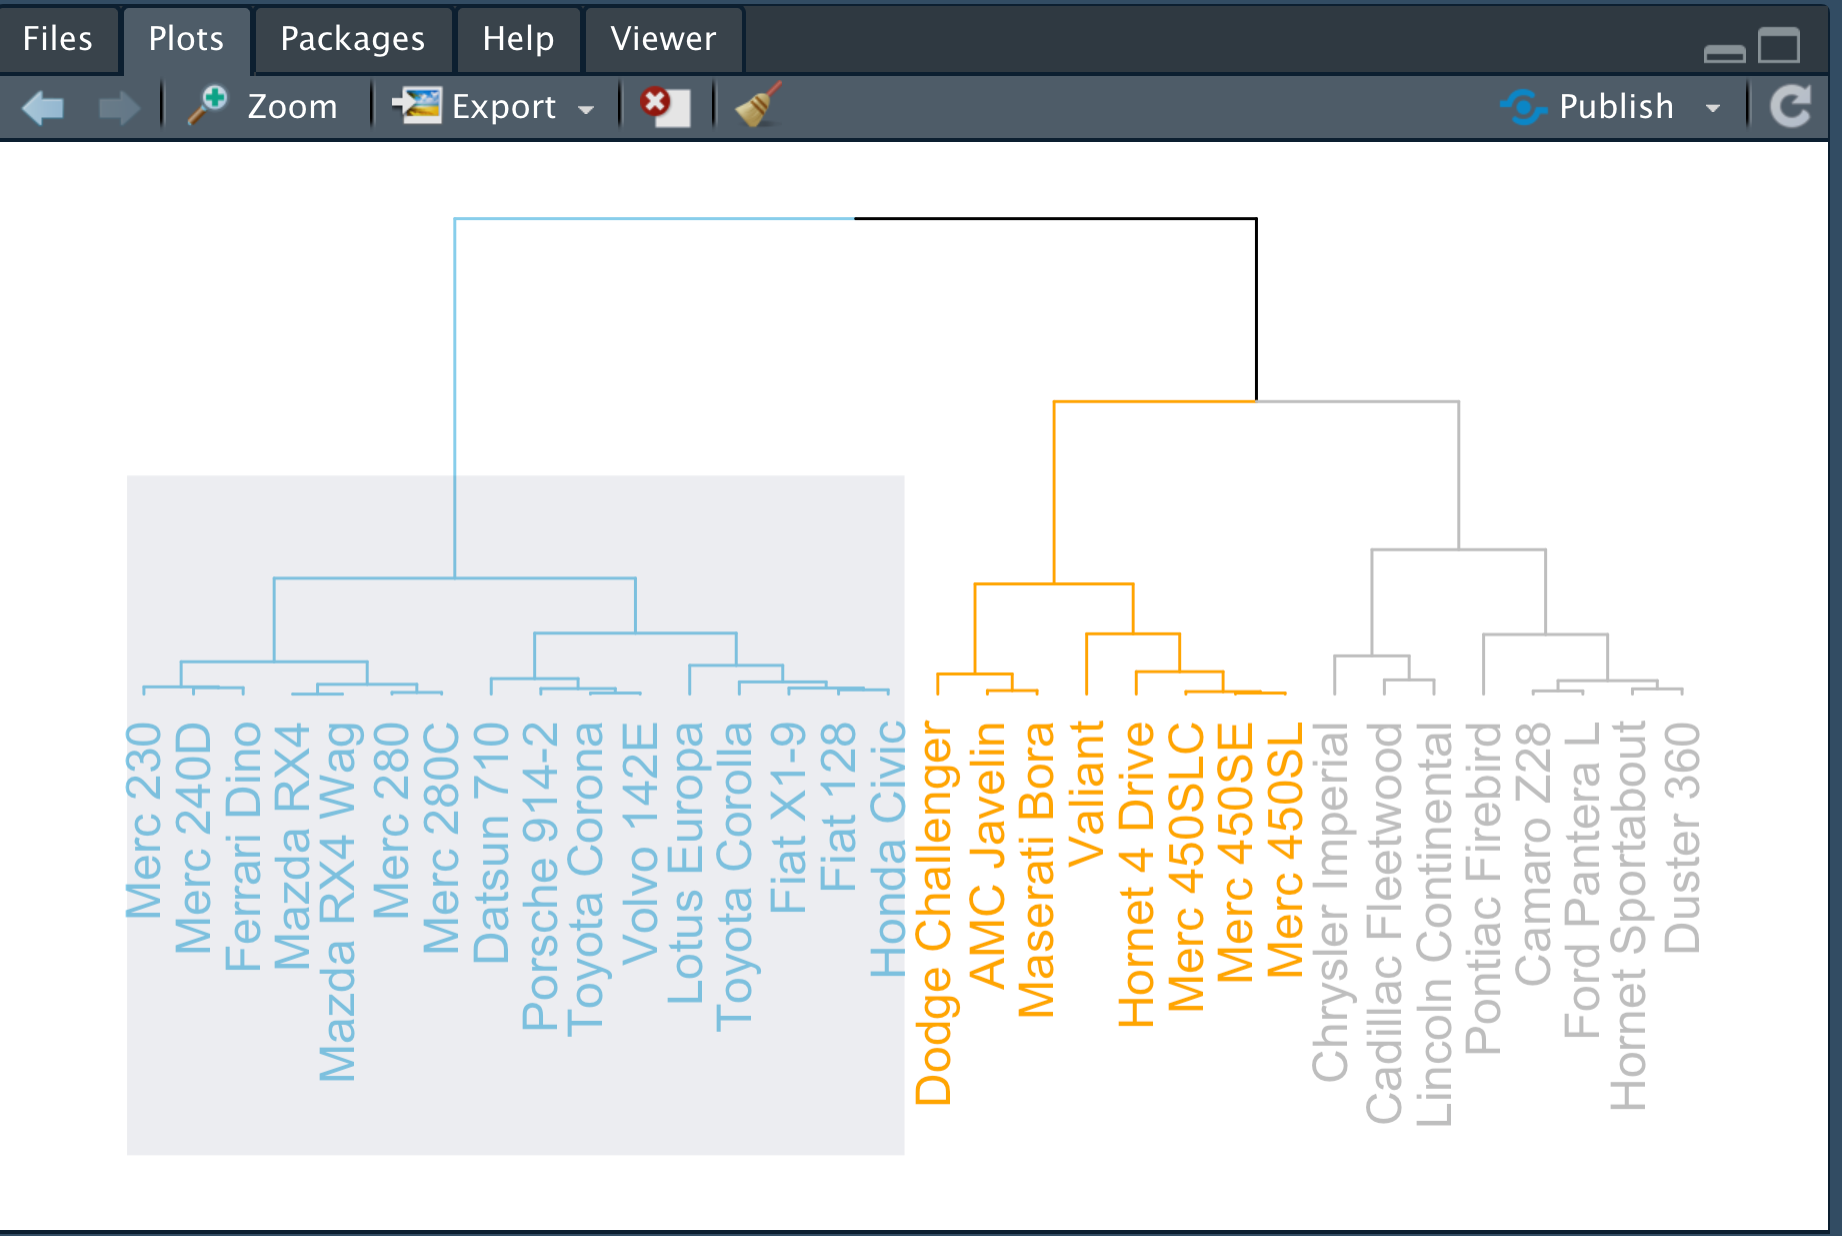 Files Plots Packages Help Viewer
Zoom Export Publish
Merc 230
Merc 240D
Ferrari Dino
Mazda RX4
Mazda RX4 Wag
Merc 280
Merc 280C
Datsun 710
Porsche 914-2
Toyota Corona
Volvo 142E
Lotus Europa
Toyota Corolla
Fiat X1-9
Fiat 128
Honda Civic
Dodge Challenger
AMC Javelin
Maserati Bora
Valiant
Hornet 4 Drive
Merc 450SLC
Merc 450SE
Merc 450SL
Chrysler Imperial
Cadillac Fleetwood
Lincoln Continental
Pontiac Firebird
Camaro Z28
Ford Pantera L
Hornet Sportabout
Duster 360